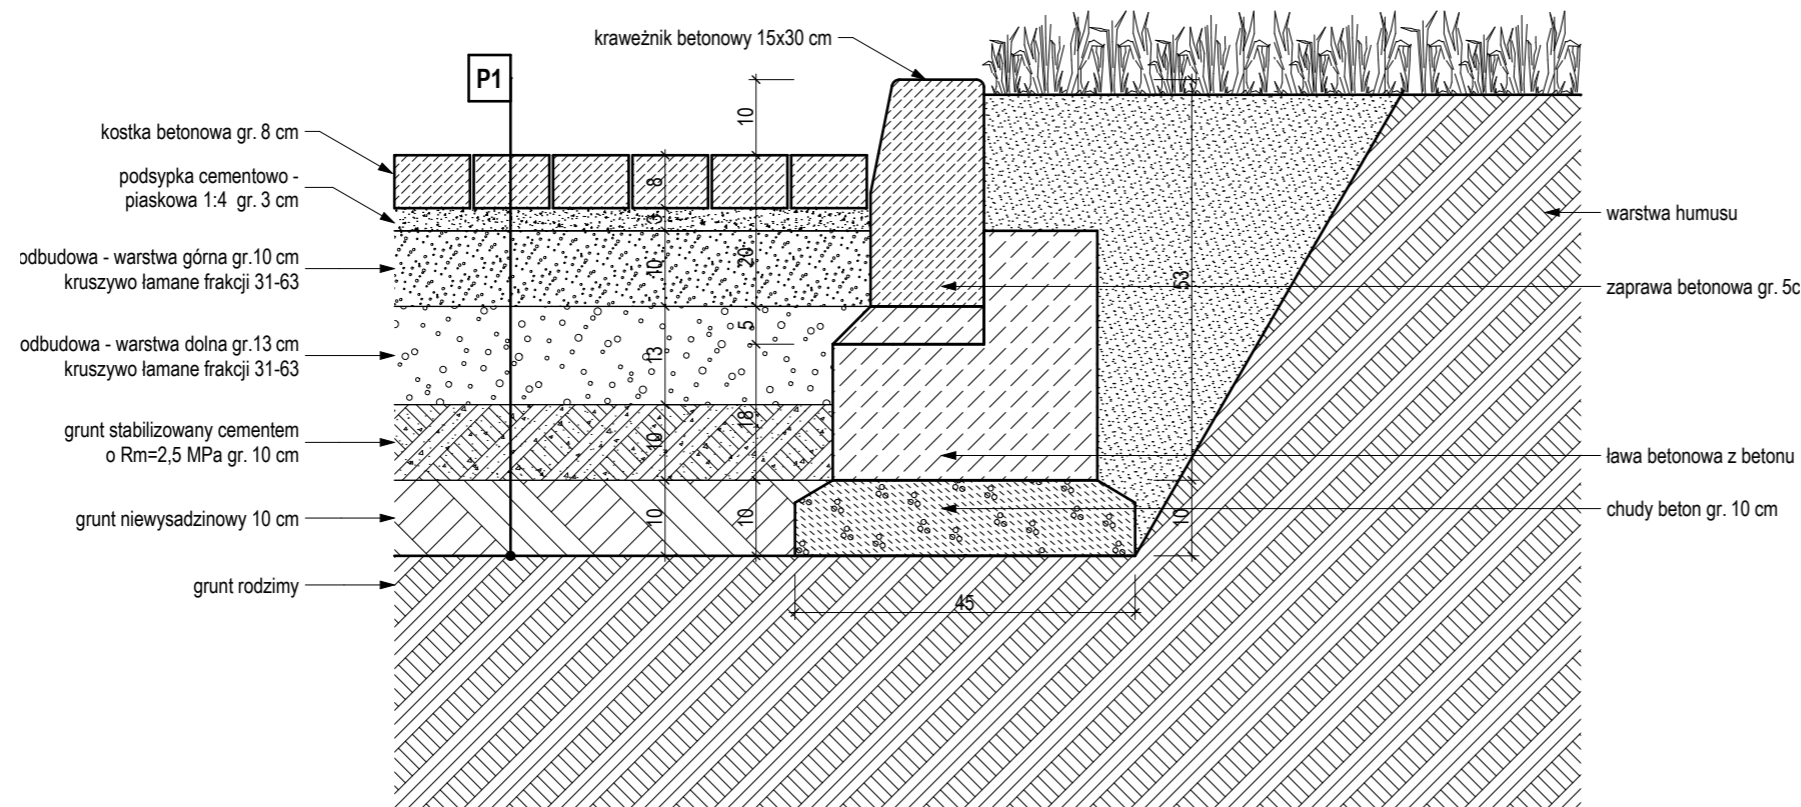 kraweżnik betonowy 15x30 cm
P1
kostka betonowa gr. 8 cm
podsypka cementowo -
piaskowa 1:4 gr. 3 cm
odbudowa - warstwa górna gr.10 cm
kruszywo łamane frakcji 31-63
odbudowa - warstwa dolna gr.13 cm
kruszywo łamane frakcji 31-63
grunt stabilizowany cementem
o Rm=2,5 MPa gr. 10 cm
grunt niewysadzinowy 10 cm
grunt rodzimy
8
3
10
13
10
10
10
20
5
18
10
45
53
10
warstwa humusu
zaprawa betonowa gr. 5c
ława betonowa z betonu
chudy beton gr. 10 cm